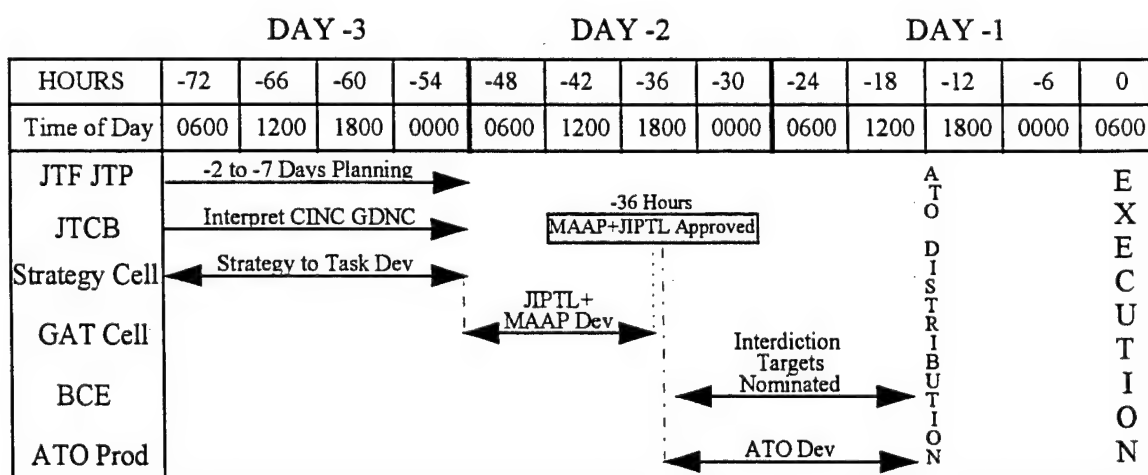 DAY -3 DAY -2 DAY -1
HOURS -72 -66 -60 -54 -48 -42 -36 -30 -24 -18 -12 -6 0
Time of Day 0600 1200 1800 0000 0600 1200 1800 0000 0600 1200 1800 0000 0600
JTF JTP -2 to -7 Days Planning
-36 Hours
JTCB Interpret CINC GDNC MAAP+JIPTL Approved
Strategy Cell Strategy to Task Dev
JIPTL+
GAT Cell MAAP Dev
Interdiction
Targets
BCE Nominated
ATO Prod ATO Dev
ATO DISTRIBUTION
EXECUTION